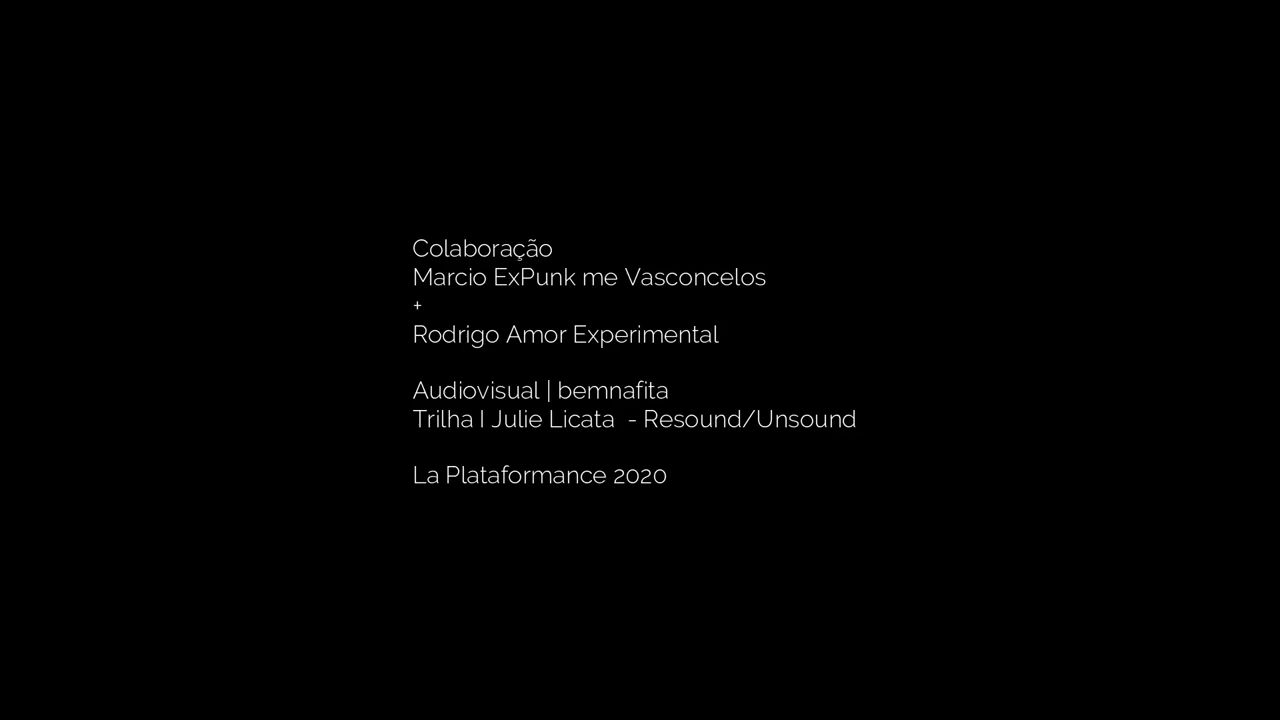 Colaboração
Marcio ExPunk me Vasconcelos
+
Rodrigo Amor Experimental
Audiovisual | bemnafita
Trilha I Julie Licata - Resound/Unsound
La Plataformance 2020